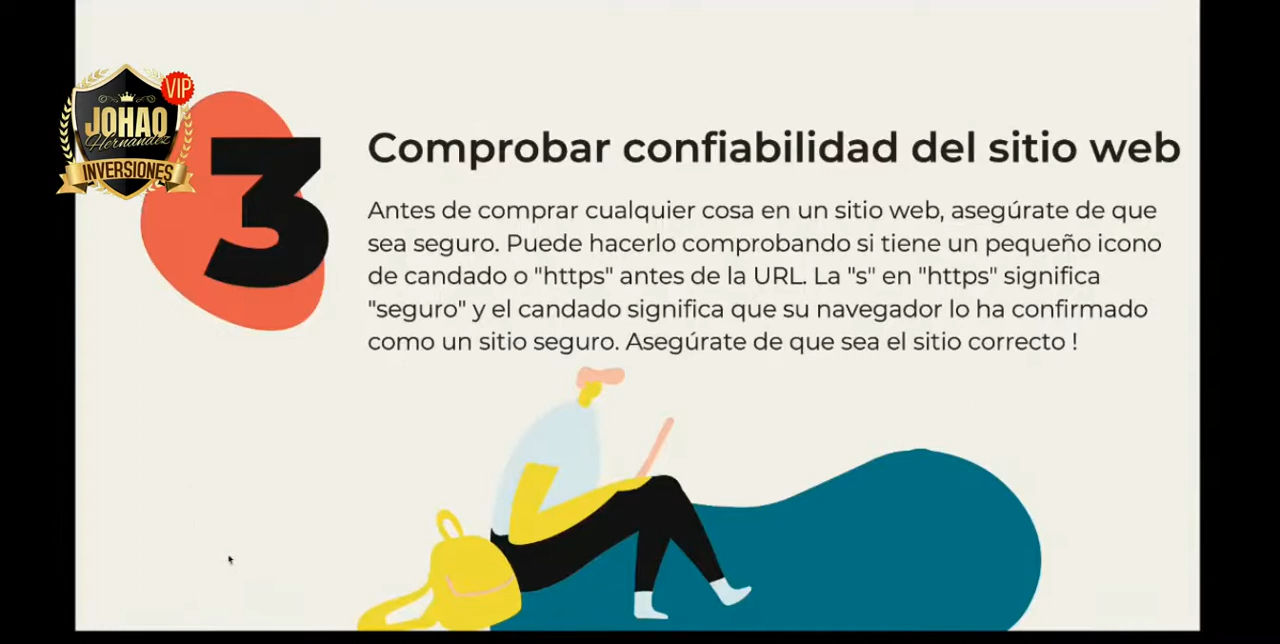 VIP
JOHAO
Hernandez
INVERSIONES
3
Comprobar confiabilidad del sitio web
Antes de comprar cualquier cosa en un sitio web, asegúrate de que
sea seguro. Puede hacerlo comprobando si tiene un pequeño icono
de candado o "https" antes de la URL. La "s" en "https" significa
"seguro" y el candado significa que su navegador lo ha confirmado
como un sitio seguro. Asegúrate de que sea el sitio correcto !